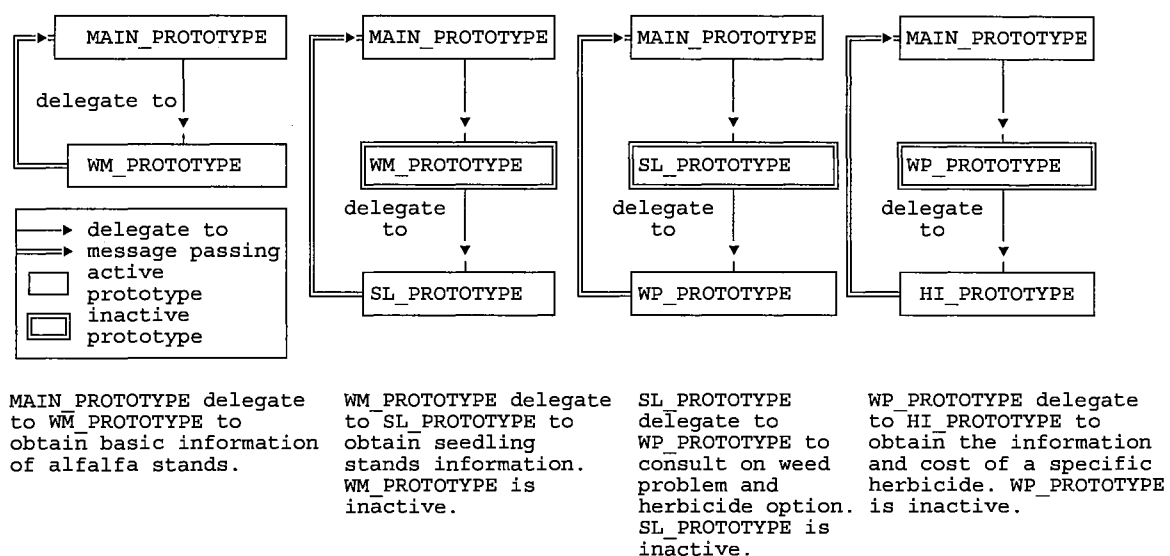 MAIN_PROTOTYPE
delegate to
WM_PROTOTYPE
delegate to
message passing
active
prototype
inactive
prototype
MAIN_PROTOTYPE delegate
to WM_PROTOTYPE to
obtain basic information
of alfalfa stands.
MAIN_PROTOTYPE
WM_PROTOTYPE
delegate
to
SL_PROTOTYPE
WM_PROTOTYPE delegate
to SL_PROTOTYPE to
obtain seedling
stands information.
WM_PROTOTYPE is
inactive.
MAIN_PROTOTYPE
SL_PROTOTYPE
delegate
to
WP_PROTOTYPE
SL_PROTOTYPE
delegate to
WP_PROTOTYPE to
consult on weed
problem and
herbicide option.
SL_PROTOTYPE is
inactive.
MAIN_PROTOTYPE
WP_PROTOTYPE
delegate
to
HI_PROTOTYPE
WP_PROTOTYPE delegate
to HI_PROTOTYPE to
obtain the information
and cost of a specific
herbicide. WP_PROTOTYPE
is inactive.